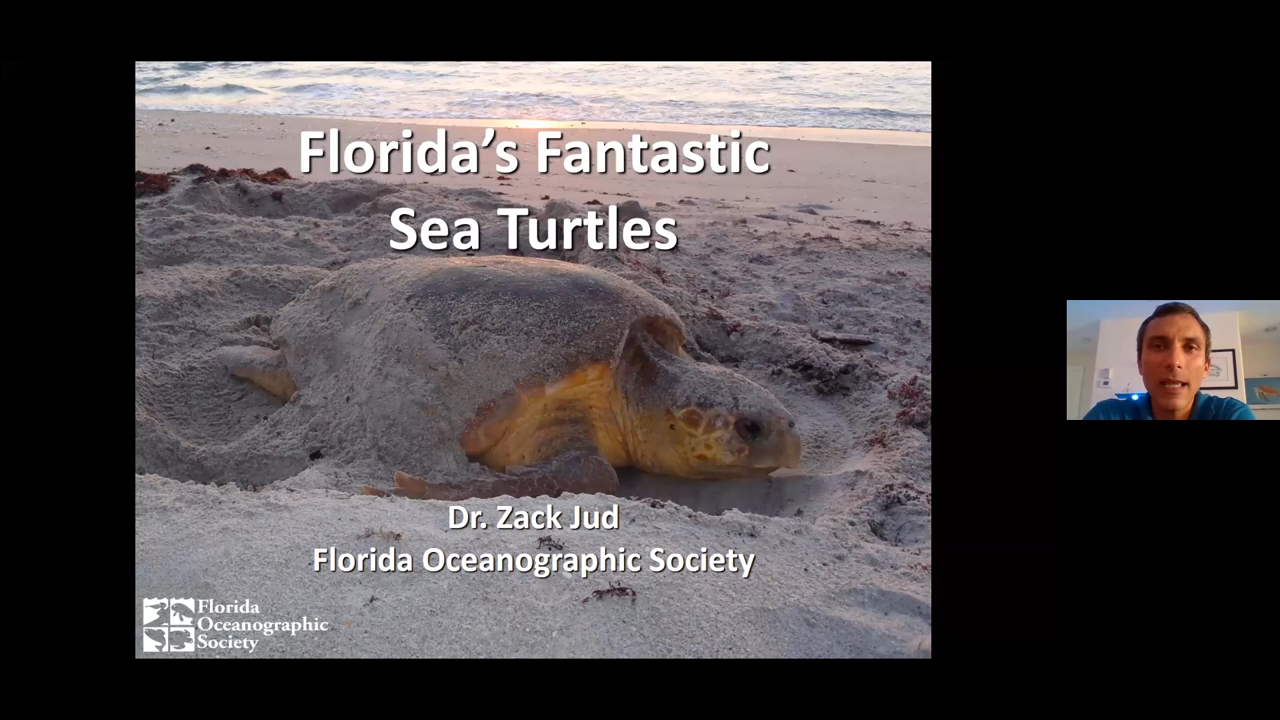 Florida’s Fantastic
Sea Turtles
Dr. Zack Jud
Florida Oceanographic Society
Florida
Oceanographic
Society